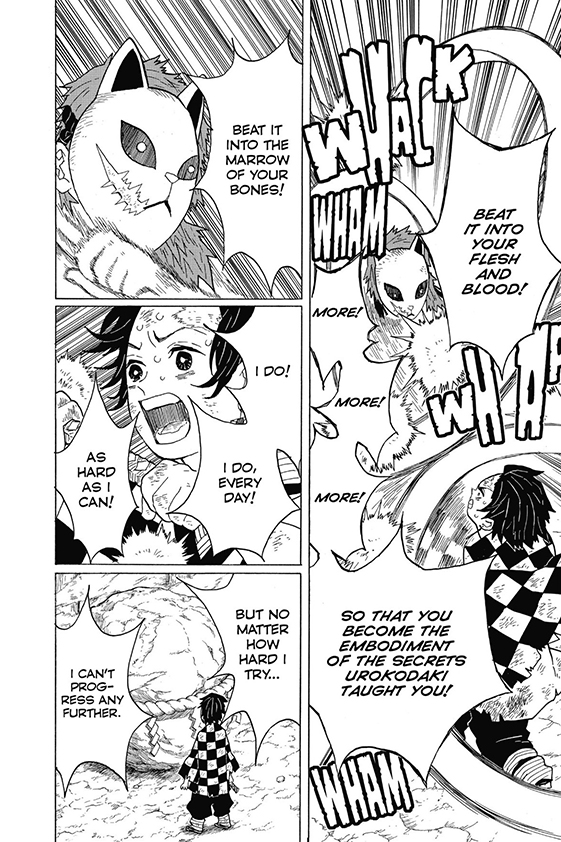 WHACK
BEAT
IT INTO
YOUR
FLESH
AND
BLOOD!
WHAM
MORE!
MORE!
MORE!
SO THAT YOU
BECOME THE
EMBODIMENT
OF THE SECRETS
UROKODAKI
TAUGHT YOU!
WHAM
BEAT IT
INTO THE
MARROW
OF YOUR
BONES!
I DO!
I DO,
EVERY
DAY!
AS
HARD
AS I
CAN!
BUT NO
MATTER
HOW
HARD I
TRY...
I CAN'T
PROG-
RESS ANY
FURTHER.